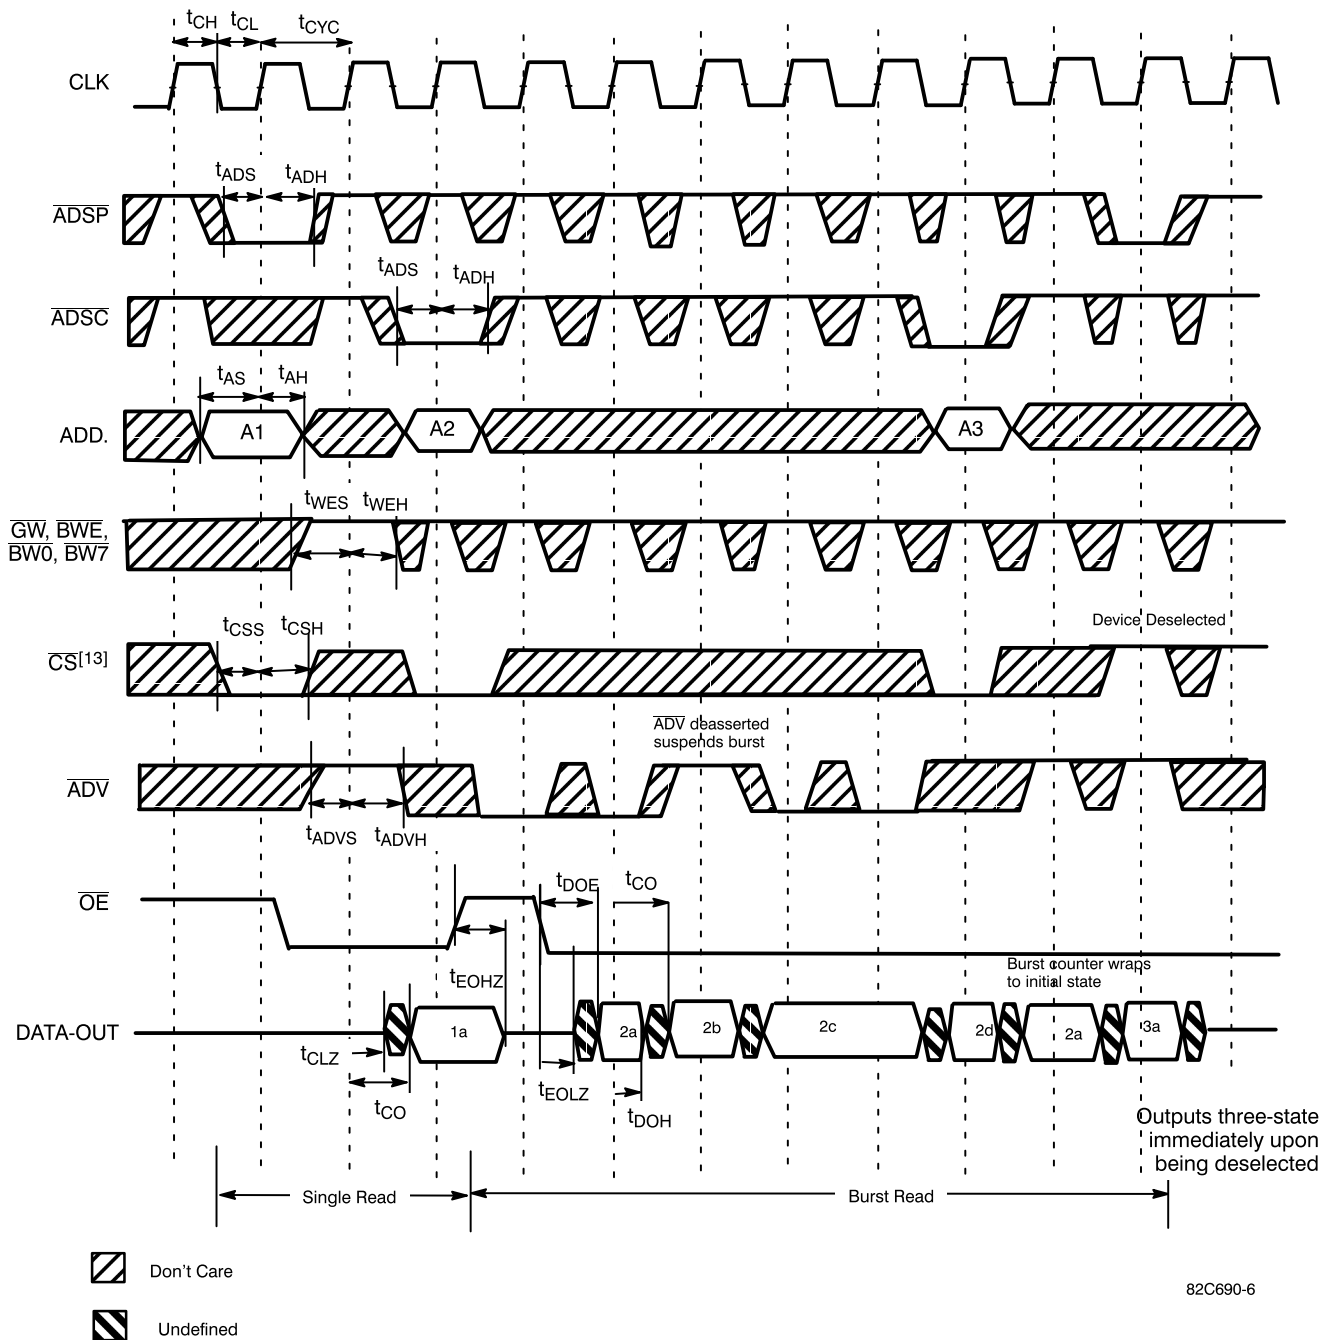 tCH tCL tCYC
CLK
tADS tADH
ADSP
tADS tADH
ADSC
tAS tAH
ADD.
A1
A2
A3
tWES tWEH
GW, BWE,
BW0, BW7
tCSS tCSH
Device Deselected
CS[13]
ADV deasserted
suspends burst
ADV
tADVS tADVH
tDOE tCO
OE
tEOHZ
Burst counter wraps
to initial state
DATA-OUT
1a
2a
2b
2c
2d
2a
3a
tCLZ
tEOLZ
tCO
tDOH
Outputs three-state
immediately upon
being deselected
Single Read
Burst Read
Don't Care
82C690-6
Undefined